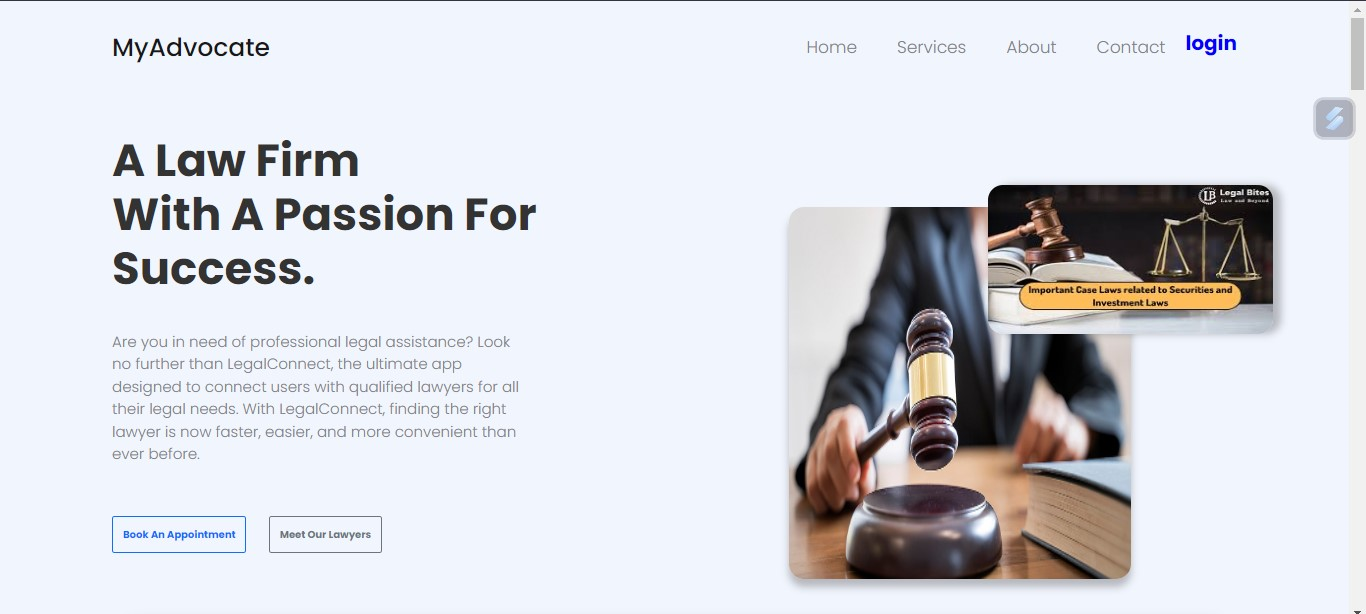 MyAdvocate
Home
Services
About
Contact
login
A Law Firm
With A Passion For
Success.
Are you in need of professional legal assistance? Look
no further than LegalConnect, the ultimate app
designed to connect users with qualified lawyers for all
their legal needs. With LegalConnect, finding the right
lawyer is now faster, easier, and more convenient than
ever before.
Book An Appointment
Meet Our Lawyers
LB
Legal Bites
Law and Beyond
Important Case Laws related to Securities and
Investment Laws